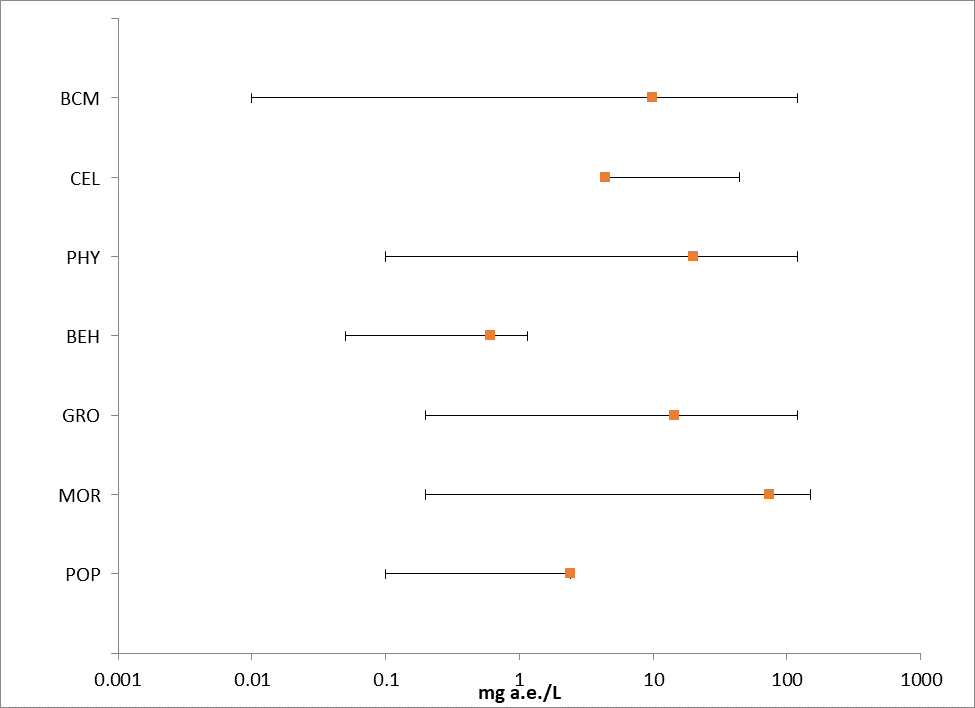 BCM
CEL
PHY
BEH
GRO
MOR
POP
0.001 0.01 0.1 1 10 100 1000
mg a.e./L